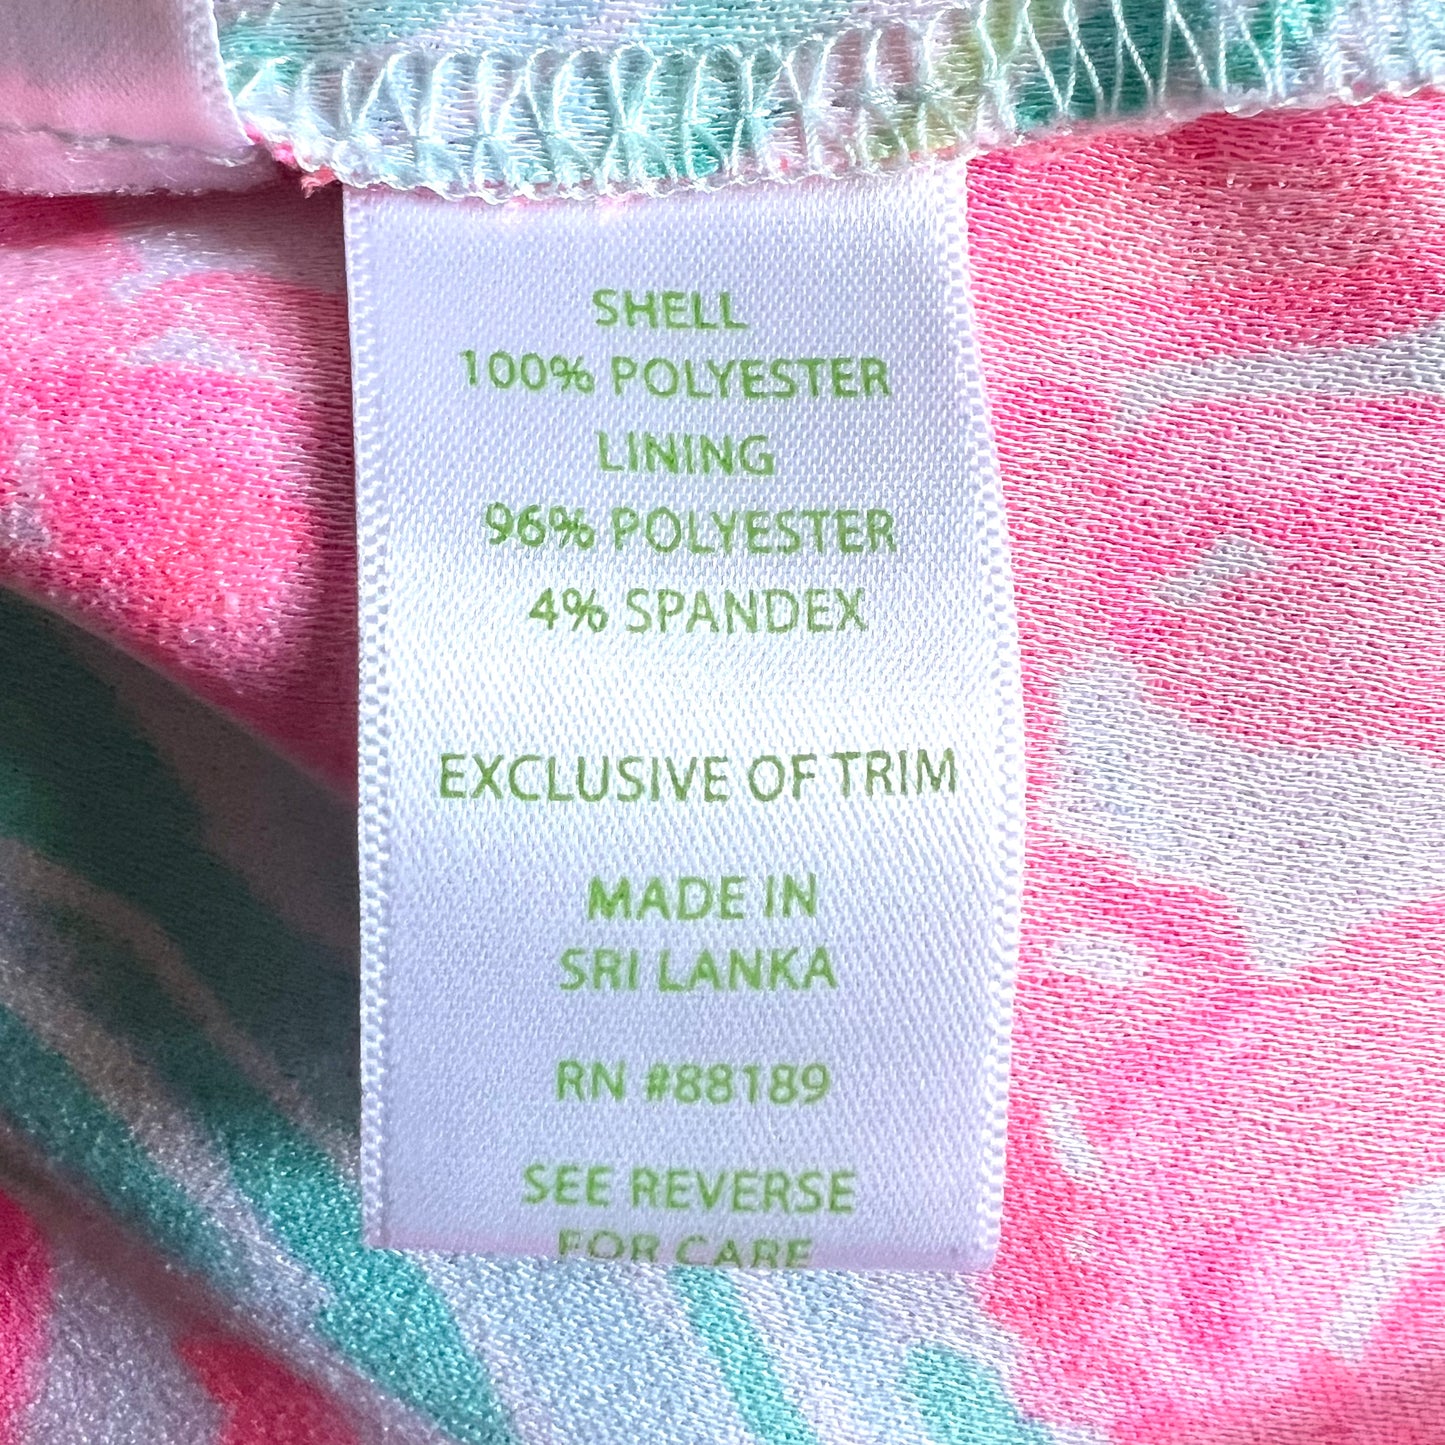 SHELL
100% POLYESTER
LINING
96% POLYESTER
4% SPANDEX
EXCLUSIVE OF TRIM
MADE IN
SRI LANKA
RN #88189
SEE REVERSE
FOR CARE